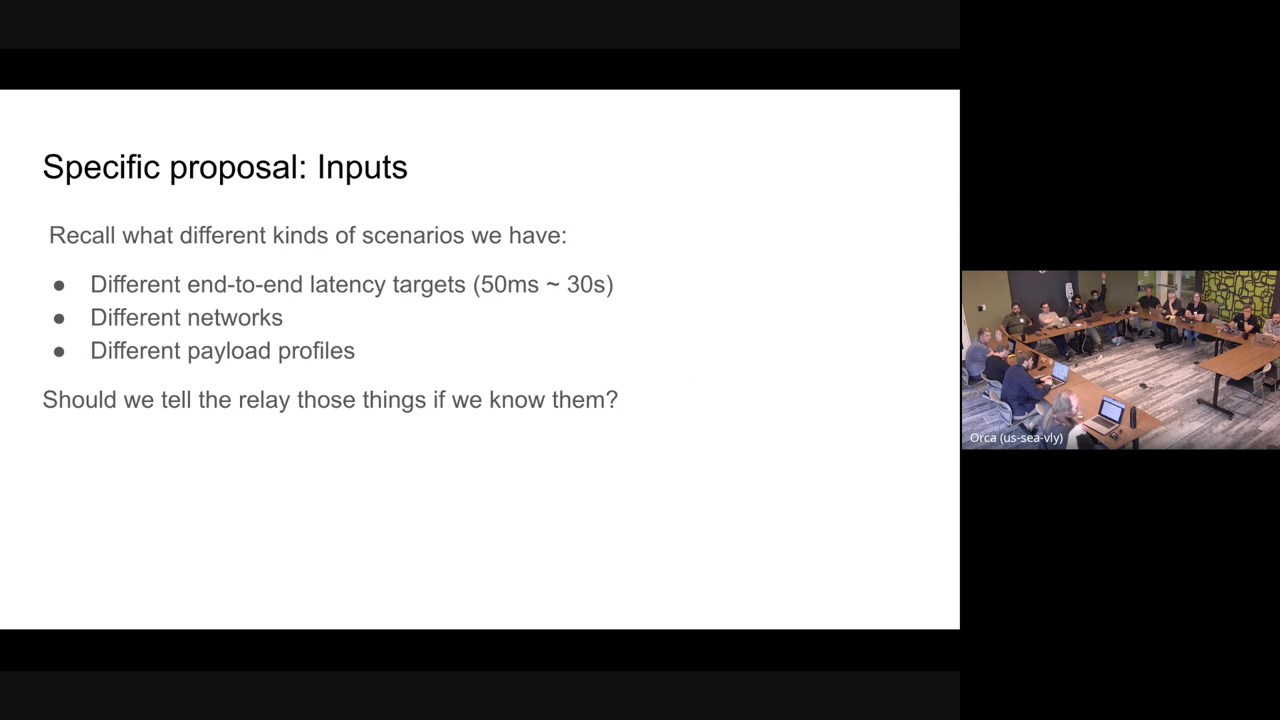 Specific proposal: Inputs
Recall what different kinds of scenarios we have:
● Different end-to-end latency targets (50ms ~ 30s)
● Different networks
● Different payload profiles
Should we tell the relay those things if we know them?
Orca (us-sea-vly)